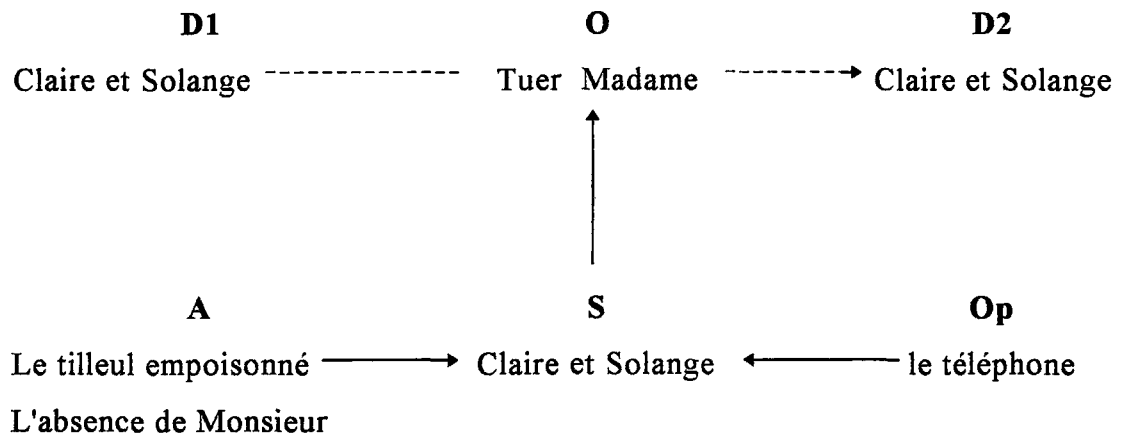 D1 O D2
Claire et Solange Tuer Madame Claire et Solange
A S Op
Le tilleul empoisonné Claire et Solange le téléphone
L'absence de Monsieur